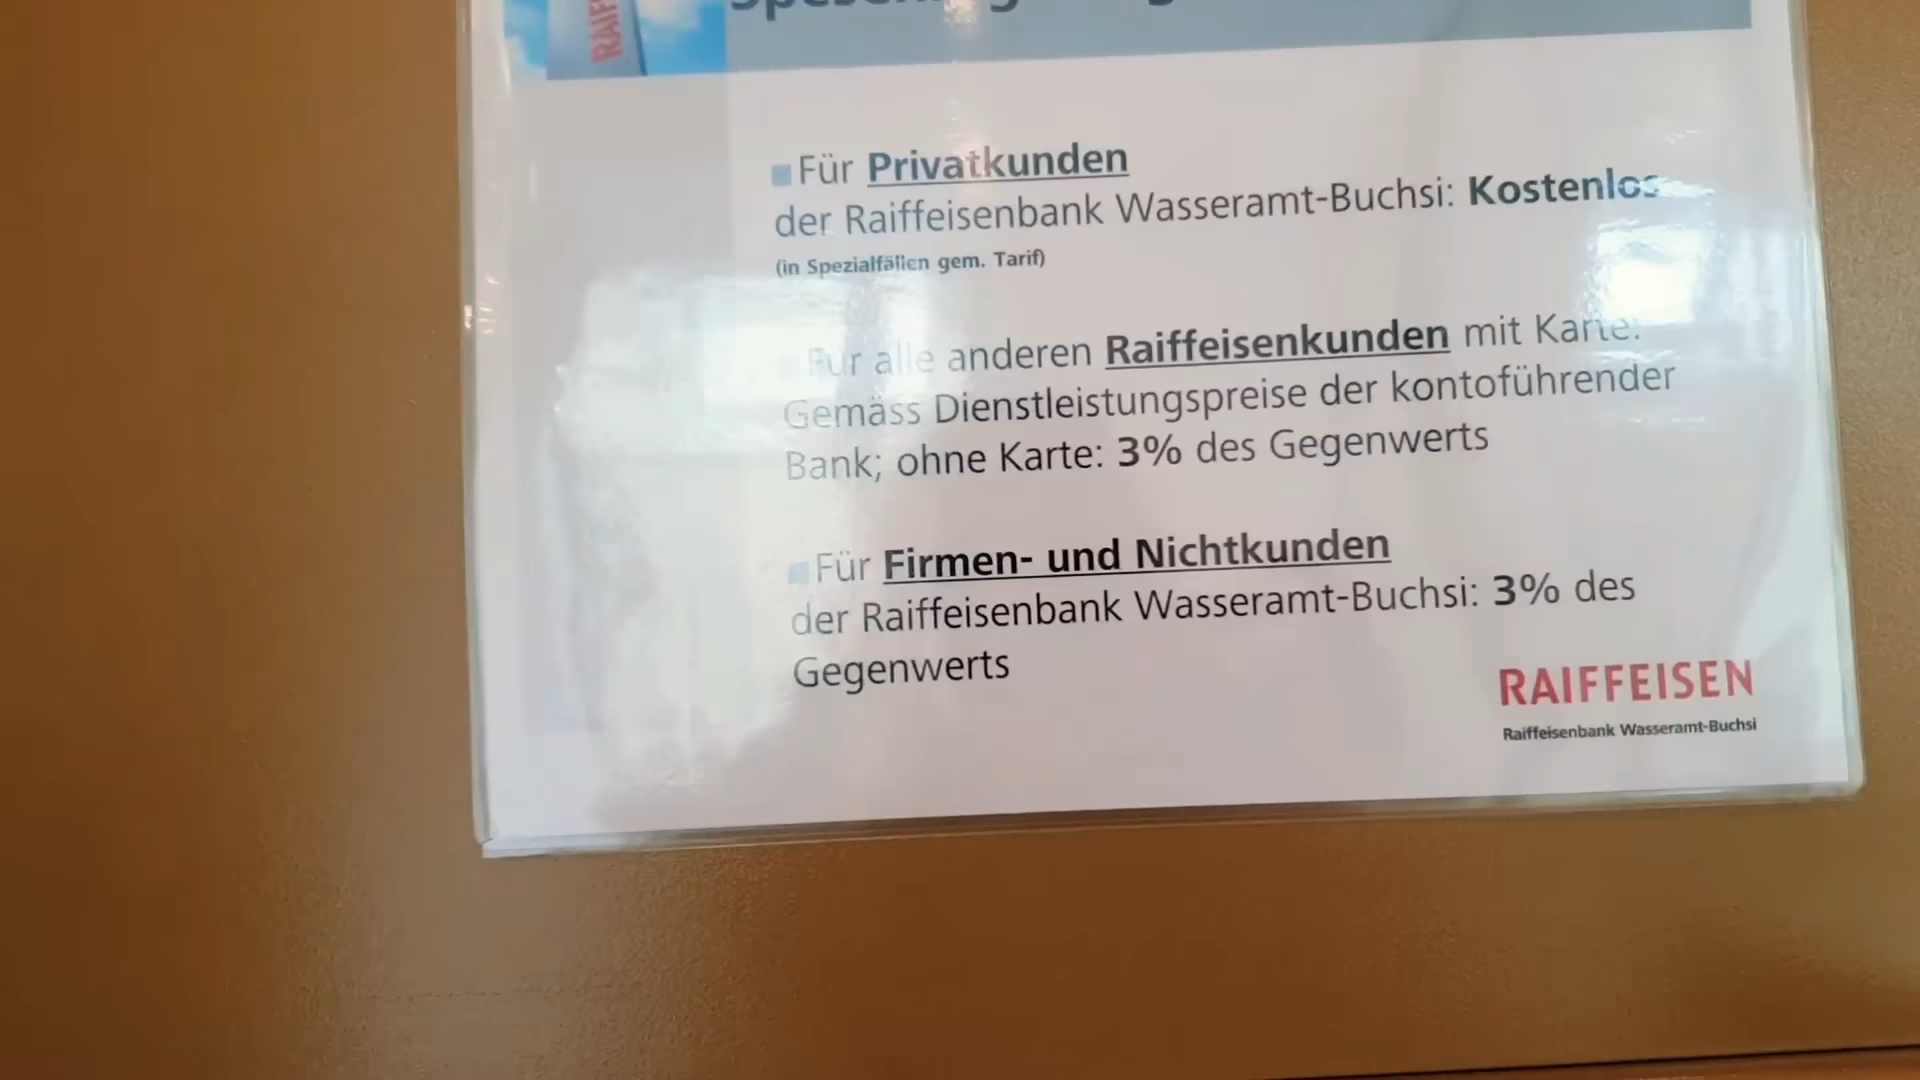 RAIFF
Für Privatkunden
der Raiffeisenbank Wasseramt-Buchsi: Kostenlos
(in Spezialfällen gem. Tarif)
Für alle anderen Raiffeisenkunden mit Karte:
Gemäss Dienstleistungspreise der kontoführender
Bank; ohne Karte: 3% des Gegenwerts
Für Firmen- und Nichtkunden
der Raiffeisenbank Wasseramt-Buchsi: 3% des
Gegenwerts
RAIFFEISEN
Raiffeisenbank Wasseramt-Buchsi